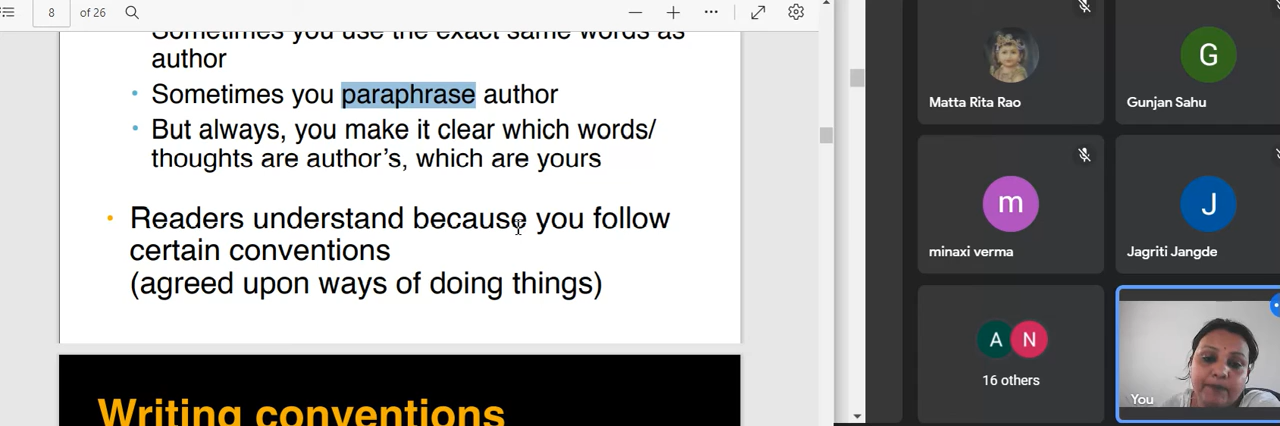 8 of 26
Sometimes you use the exact same words as
author
• Sometimes you paraphrase author
• But always, you make it clear which words/
thoughts are author's, which are yours
• Readers understand because you follow
certain conventions
(agreed upon ways of doing things)
Writing conventions
Matta Rita Rao
G
Gunjan Sahu
m
minaxi verma
J
Jagriti Jangde
A N
16 others
You